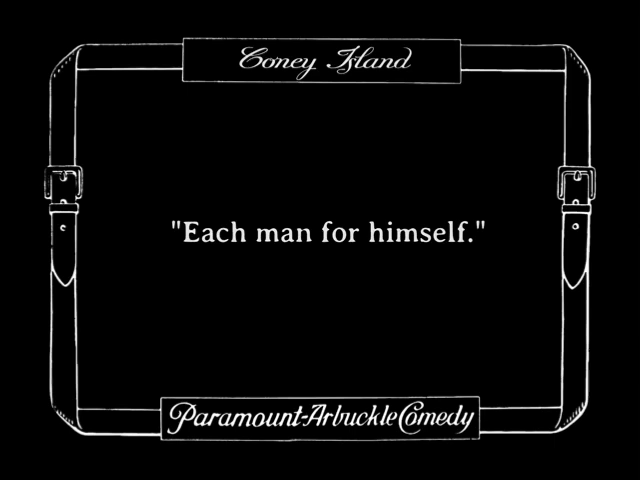 Coney Island
"Each man for himself."
Paramount-Arbuckle Comedy